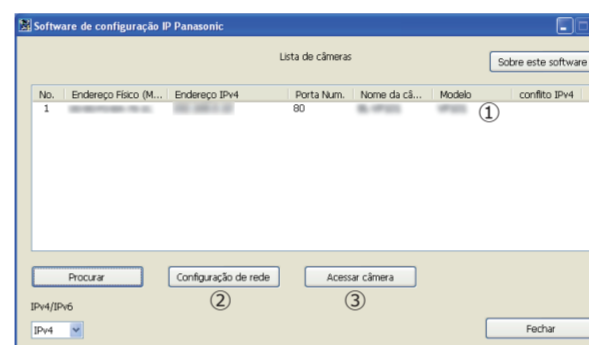 Software de configuração IP Panasonic
Lista de câmeras
Sobre este software
No. Endereço Físico (M... Endereço IPv4 Porta Num. Nome da câ... Modelo conflito IPv4
1 80
①
Procurar Configuração de rede Acessar câmera
② ③
IPv4/IPv6
IPv4 Fechar